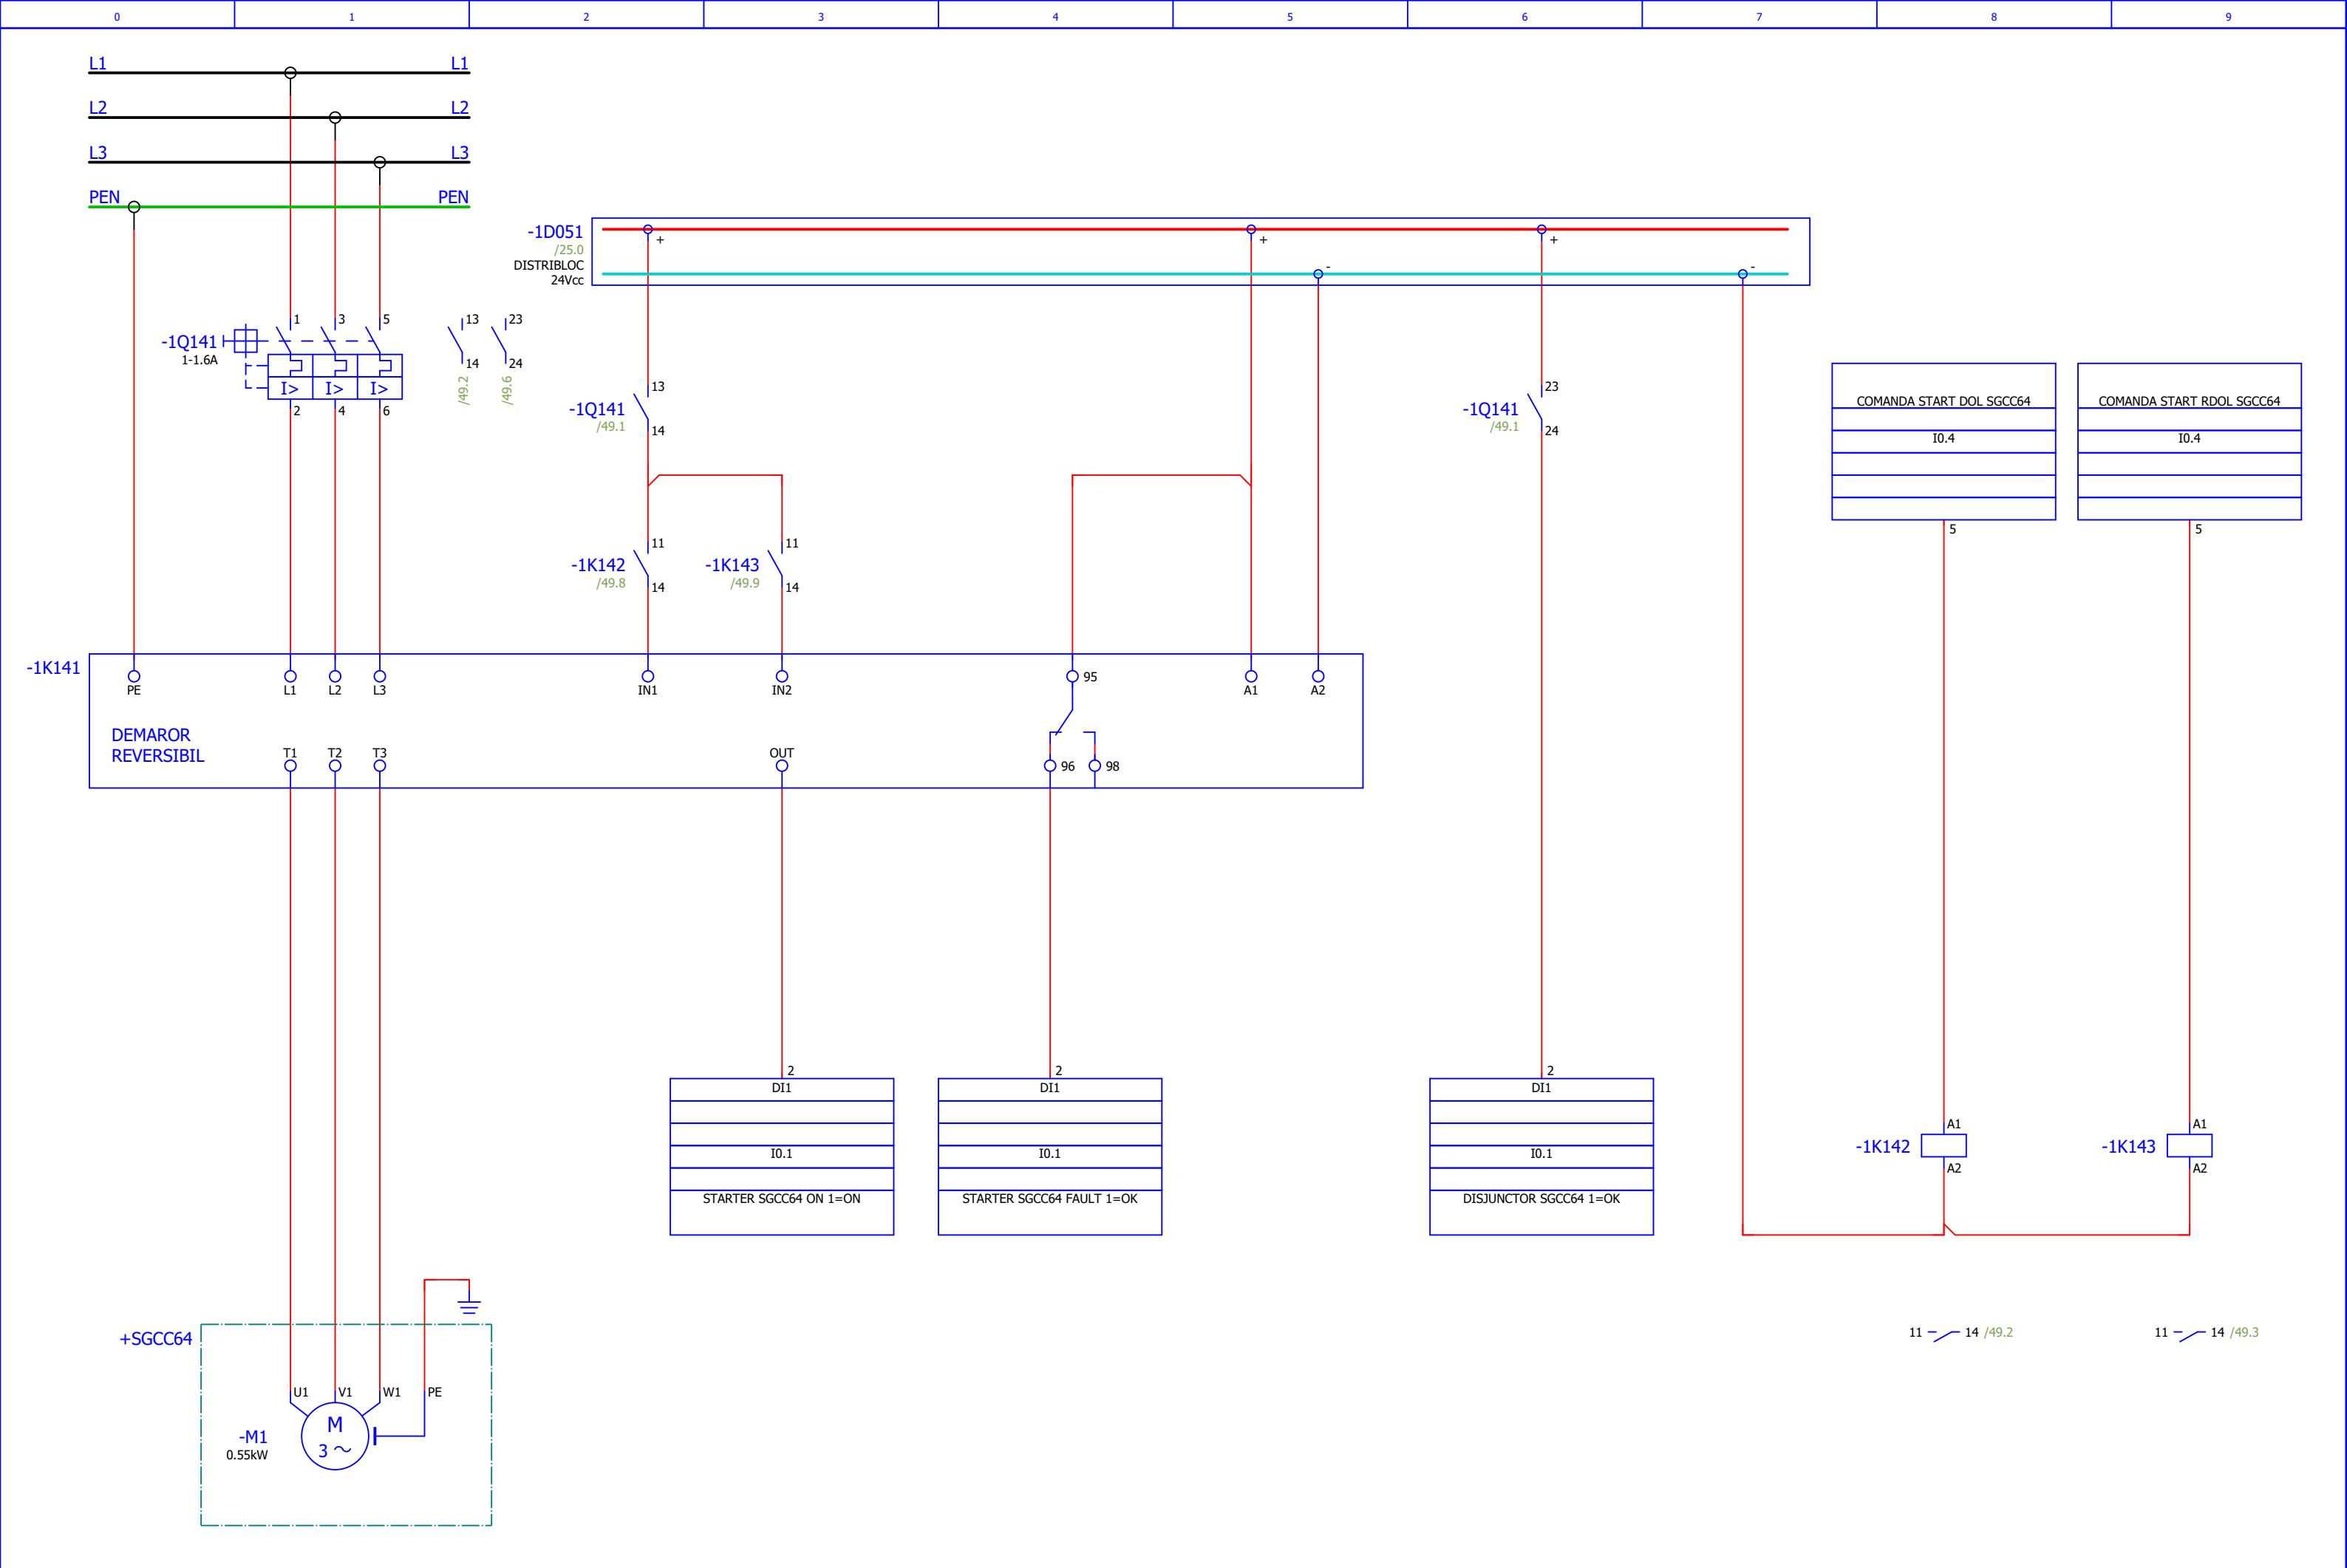 0 1 2 3 4 5 6 7 8 9
L1 L1
L2 L2
L3 L3
PEN PEN
-1D051
/25.0
DISTRIBLOC
24Vcc
+ + +
- -
-1Q141
1-1.6A
1 3 5
I> I> I>
2 4 6
13
14
/49.2
23
24
/49.6
-1Q141
/49.1
13
14
-1Q141
/49.1
23
24
COMANDA START DOL SGCC64
I0.4
5
COMANDA START RDOL SGCC64
I0.4
5
-1K142
/49.8
11
14
-1K143
/49.9
11
14
-1K141
PE L1 L2 L3 IN1 IN2 95 A1 A2
DEMAROR
REVERSIBIL
T1 T2 T3 OUT 96 98
2
DI1
I0.1
STARTER SGCC64 ON 1=ON
2
DI1
I0.1
STARTER SGCC64 FAULT 1=OK
2
DI1
I0.1
DISJUNCTOR SGCC64 1=OK
-1K142
A1
A2
-1K143
A1
A2
11 14 /49.2
11 14 /49.3
+SGCC64
U1 V1 W1 PE
-M1
0.55kW
M
3 ~